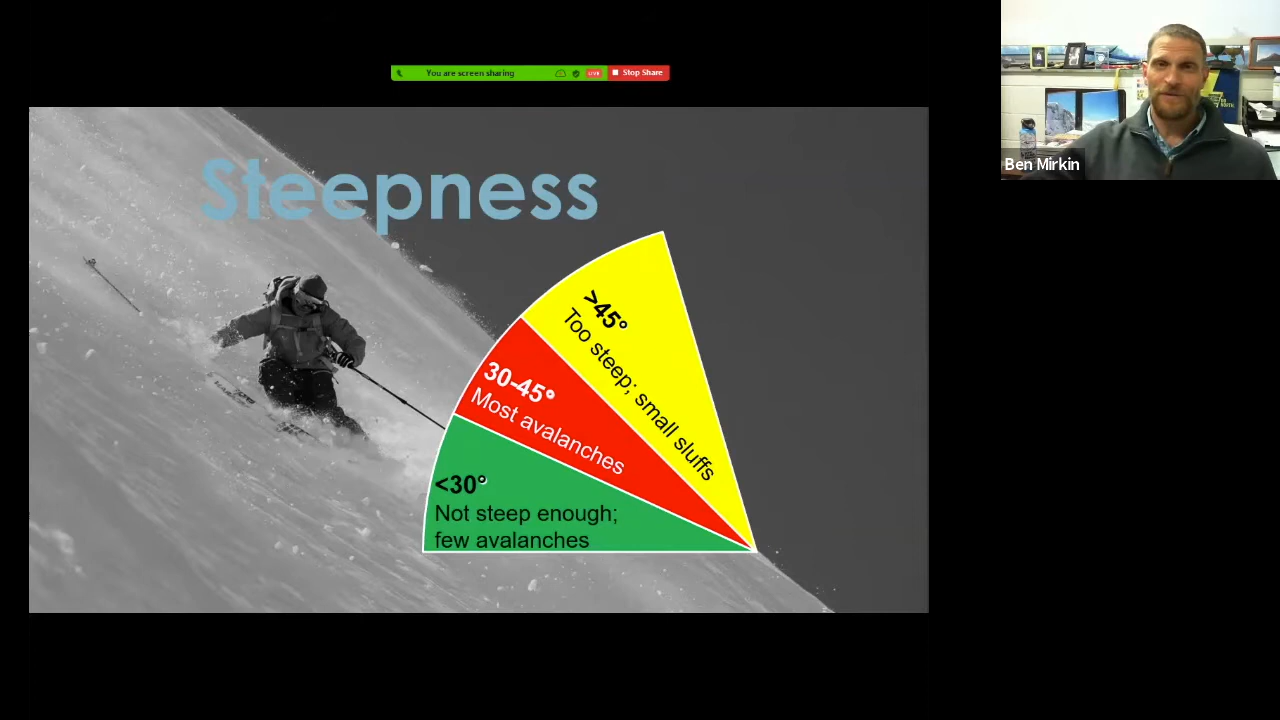 You are screen sharing
LIVE
Stop Share
Ben Mirkin
Steepness
>45°
Too steep; small sluffs
30-45°
Most avalanches
<30°
Not steep enough;
few avalanches